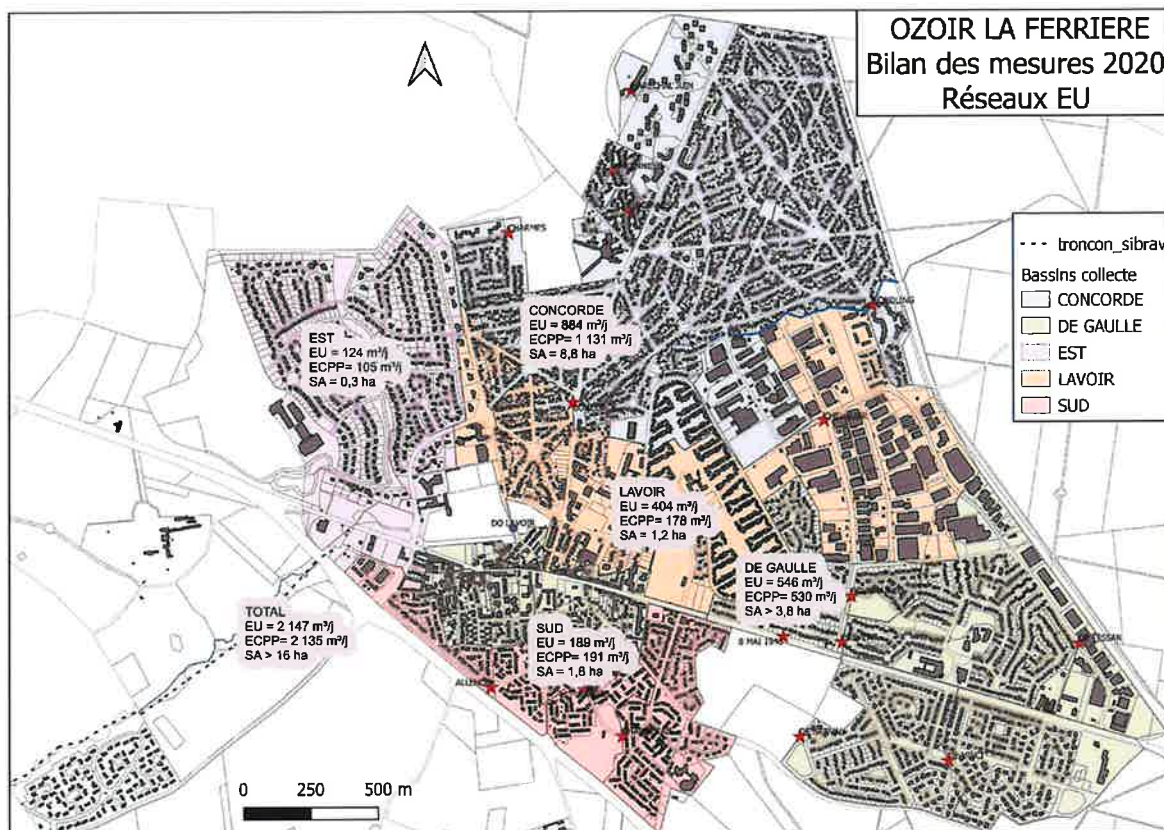 OZOIR LA FERRIERE
Bilan des mesures 2020
Réseaux EU
troncon_sibrav
Bassins collecte
CONCORDE
DE GAULLE
EST
LAVOIR
SUD
CHARMES
CONCORDE
EU = 884 m³/j
ECPP= 1 131 m³/j
SA = 8,8 ha
EST
EU = 124 m³/j
ECPP= 105 m³/j
SA = 0,3 ha
LAVOIR
EU = 404 m³/j
ECPP= 178 m³/j
SA = 1,2 ha
DO LAVOIR
DE GAULLE
EU = 546 m³/j
ECPP= 530 m³/j
SA > 3,8 ha
TOTAL
EU = 2 147 m³/j
ECPP= 2 135 m³/j
SA > 16 ha
SUD
EU = 189 m³/j
ECPP= 191 m³/j
SA = 1,8 ha
8 MAI 1945
0 250 500 m